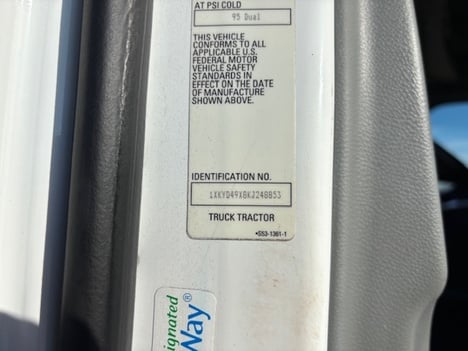 AT PSI COLD
95 Dual
THIS VEHICLE
CONFORMS TO ALL
APPLICABLE U.S.
FEDERAL MOTOR
VEHICLE SAFETY
STANDARDS IN
EFFECT ON THE DATE
OF MANUFACTURE
SHOWN ABOVE.
IDENTIFICATION NO.
1XKYD49X8KJ248853
TRUCK TRACTOR
•S53-1361-1
ignated
Way®